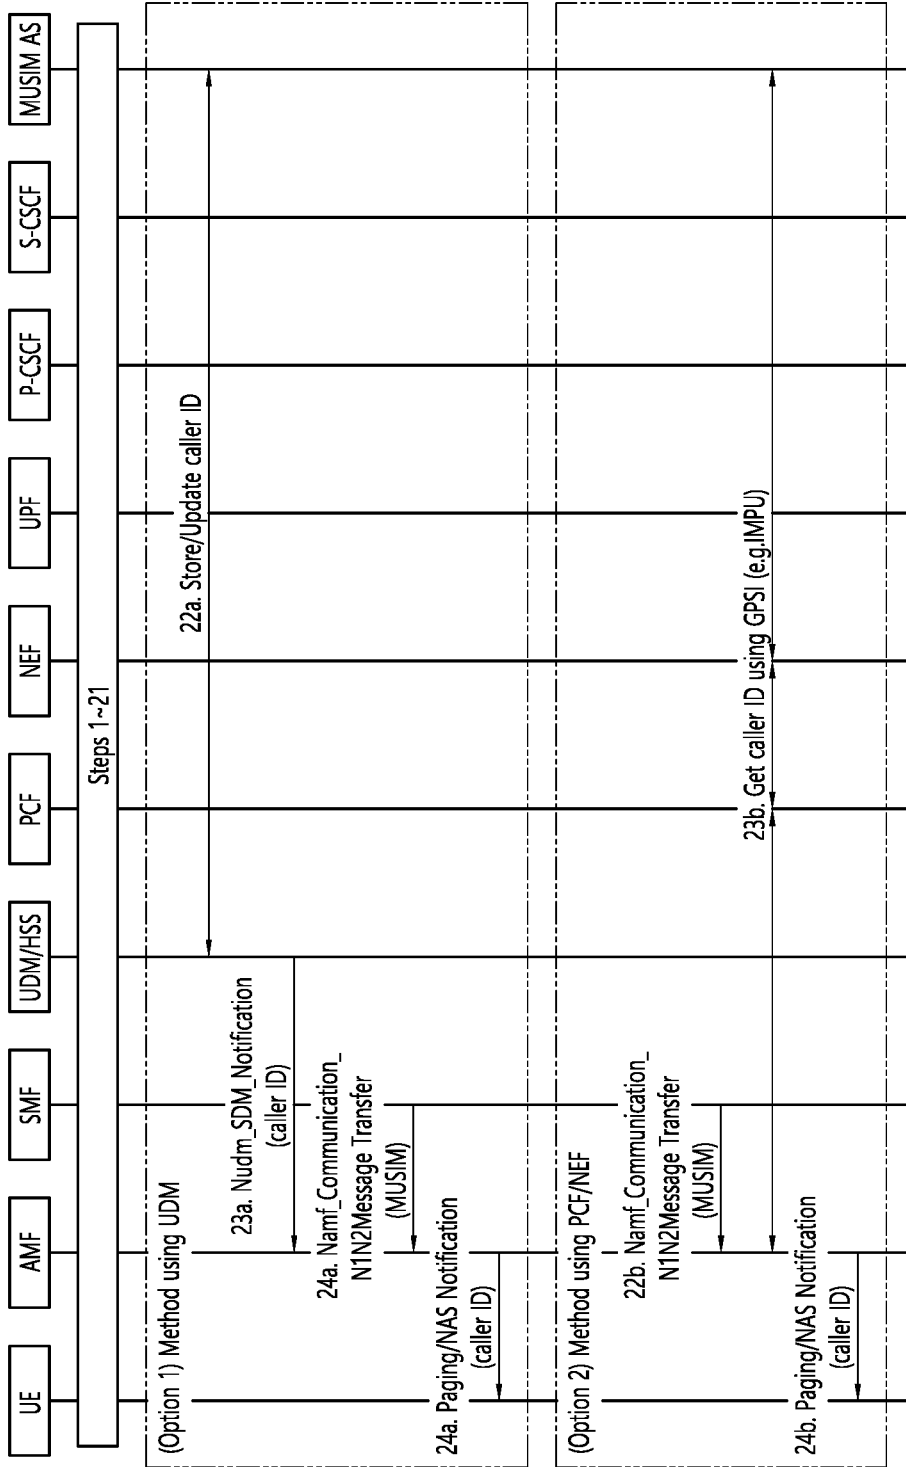 UE
AMF
SMF
UDM/HSS
PCF
NEF
UPF
P-CSCF
S-CSCF
MUSIM AS
Steps 1~21
(Option 1) Method using UDM
22a. Store/Update caller ID
23a. Nudm_SDM_Notification
(caller ID)
24a. Namf_Communication_
N1N2Message Transfer
(MUSIM)
24a. Paging/NAS Notification
(caller ID)
(Option 2) Method using PCF/NEF
22b. Namf_Communication_
N1N2Message Transfer
(MUSIM)
23b. Get caller ID using GPSI (e.g.IMPU)
24b. Paging/NAS Notification
(caller ID)